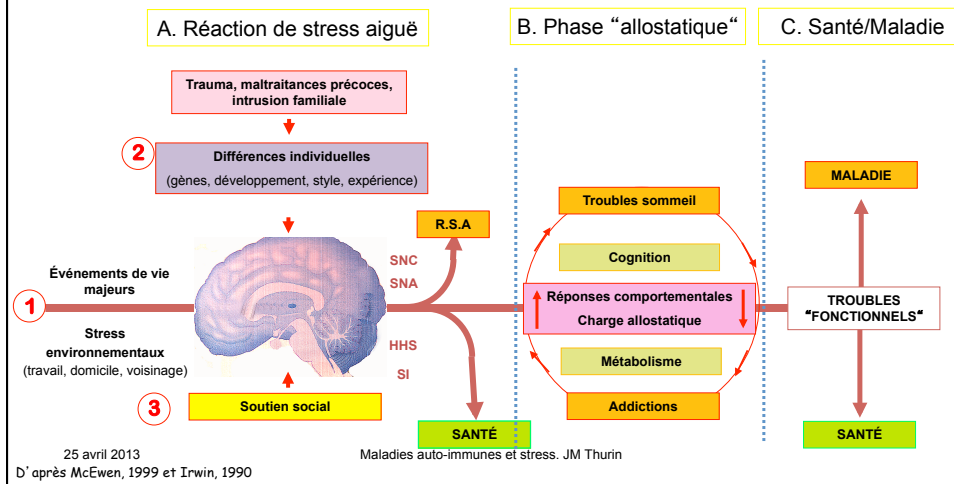 A. Réaction de stress aiguë
B. Phase “allostatique“
C. Santé/Maladie
Trauma, maltraitances précoces,
intrusion familiale
2
Différences individuelles
(gènes, développement, style, expérience)
R.S.A
SNC
SNA
HHS
SI
1
Événements de vie
majeurs
Stress
environnementaux
(travail, domicile, voisinage)
3
Soutien social
SANTÉ
Troubles sommeil
Cognition
Réponses comportementales
Charge allostatique
Métabolisme
Addictions
MALADIE
TROUBLES
“FONCTIONNELS“
SANTÉ
25 avril 2013
Maladies auto-immunes et stress. JM Thurin
D’après McEwen, 1999 et Irwin, 1990